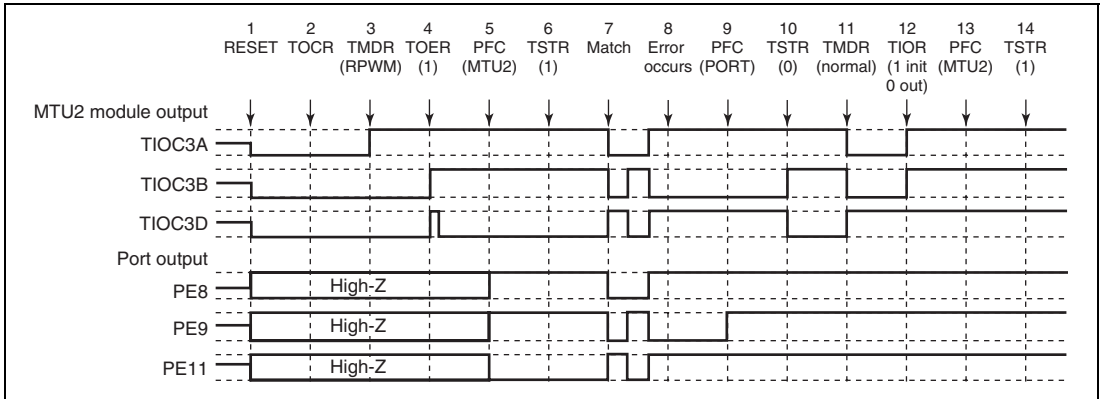 1 2 3 4 5 6 7 8 9 10 11 12 13 14
RESET TOCR TMDR TOER PFC TSTR Match Error PFC TSTR TMDR TIOR PFC TSTR
(RPWM) (1) (MTU2) (1) occurs (PORT) (0) (normal) (1 init (MTU2) (1)
0 out)
MTU2 module output
TIOC3A
TIOC3B
TIOC3D
Port output
PE8 High-Z
PE9 High-Z
PE11 High-Z